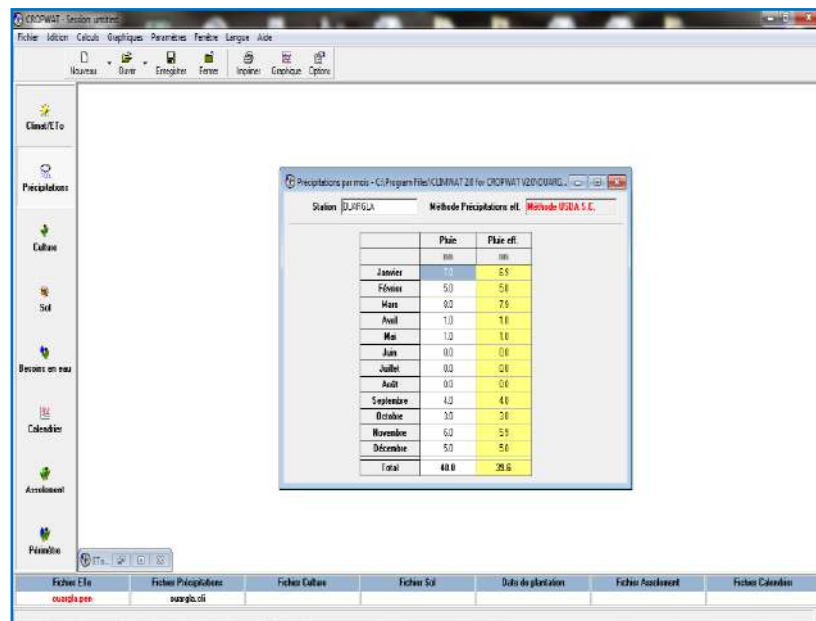 CROPWAT - Session untitled
Fichier Edition Calculs Graphiques Paramètres Fenêtre Langue Aide
Nouveau Ouvrir Enregistrer Fermer Imprimer Graphique Options
Climat/ETo
Précipitations
Culture
Sol
Besoins en eau
Calendrier
Assolement
Périmètre
Précipitations par mois - C:\Program Files\CLIMWAT 2.0 for CROPWAT V2.0\OUARG...
Station OUARGLA Méthode Précipitations eff. Méthode USDA S.C.
Pluie Pluie eff.
mm mm
Janvier 7.0 6.9
Février 5.0 5.0
Mars 8.0 7.9
Avril 1.0 1.0
Mai 1.0 1.0
Juin 0.0 0.0
Juillet 0.0 0.0
Août 0.0 0.0
Septembre 4.0 4.0
Octobre 3.0 3.0
Novembre 6.0 5.9
Décembre 5.0 5.0
Total 40.0 39.6
ETo...
Fichier ETo Fichier Précipitations Fichier Culture Fichier Sol Date de plantation Fichier Assolement Fichier Calendrier
ouargla.pen ouargla.cli